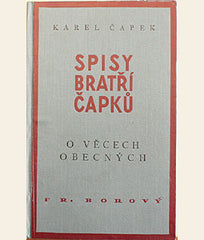 KAREL ČAPEK
SPISY
BRATŘÍ
ČAPKŮ
O VĚCECH
OBECNÝCH
FR. BOROVÝ